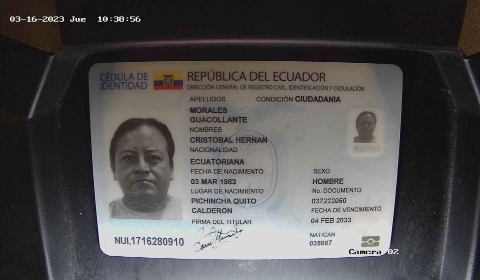 03-16-2023 Jue 10:38:56
CÉDULA DE
IDENTIDAD
REPÚBLICA DEL ECUADOR
DIRECCIÓN GENERAL DE REGISTRO CIVIL, IDENTIFICACIÓN Y CEDULACIÓN
APELLIDOS
CONDICIÓN CIUDADANIA
MORALES
GUACOLLANTE
NOMBRES
CRISTOBAL HERNAN
NACIONALIDAD
ECUATORIANA
FECHA DE NACIMIENTO
03 MAR 1983
LUGAR DE NACIMIENTO
PICHINCHA QUITO
CALDERON
FIRMA DEL TITULAR
SEXO
HOMBRE
No. DOCUMENTO
037222060
FECHA DE VENCIMIENTO
04 FEB 2033
NAT/CAN
035667
NUI.1716280910
Camera 02